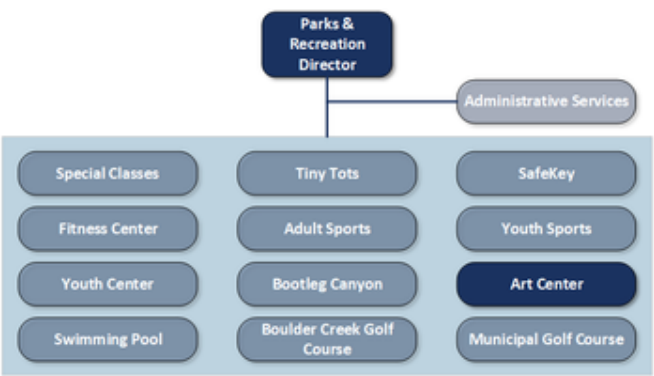 Parks &
Recreation
Director
Administrative Services
Special Classes
Tiny Tots
SafeKey
Fitness Center
Adult Sports
Youth Sports
Youth Center
Bootleg Canyon
Art Center
Swimming Pool
Boulder Creek Golf
Course
Municipal Golf Course